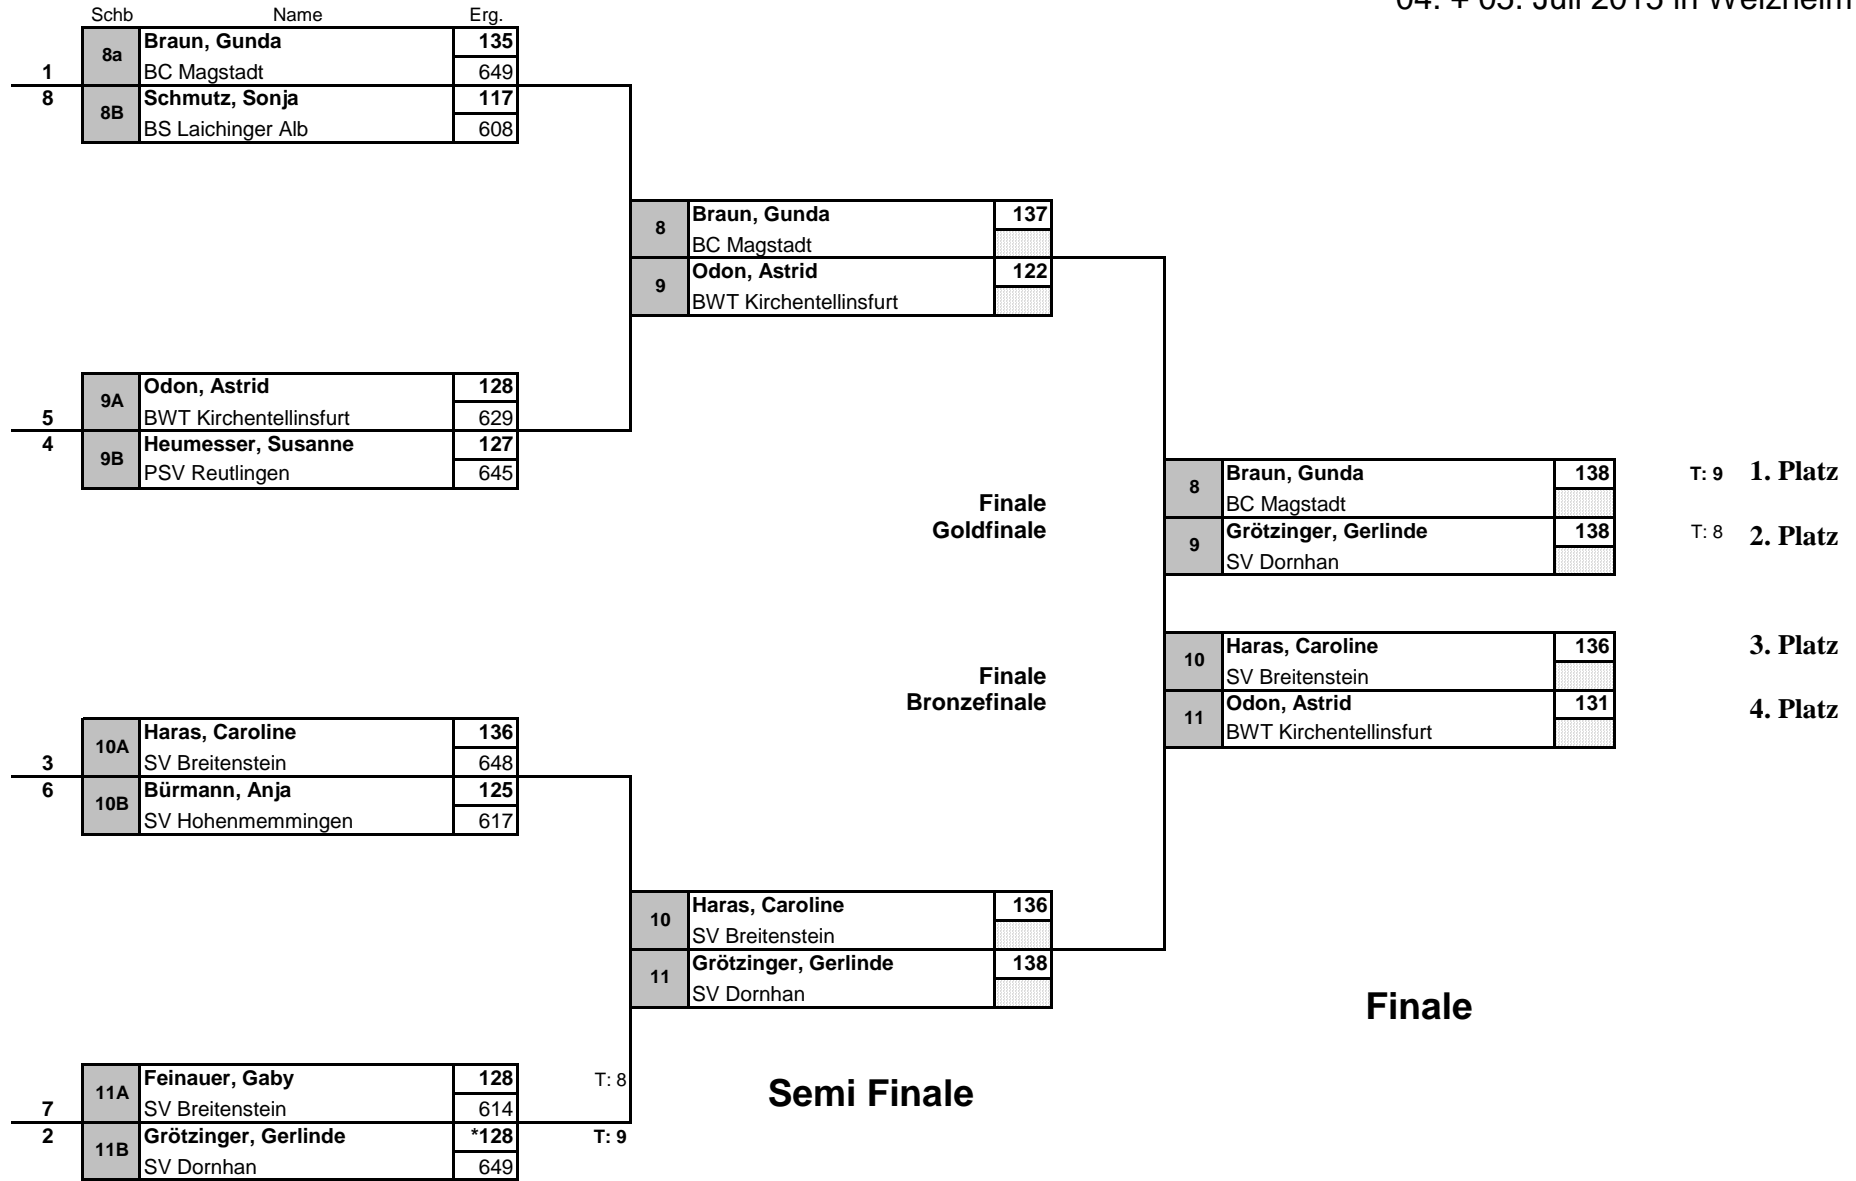 04. + 05. Juli 2015 in Welzheim
Schb Name Erg.
8a Braun, Gunda 135
1 BC Magstadt 649
8 8B Schmutz, Sonja 117
BS Laichinger Alb 608
8 Braun, Gunda 137
BC Magstadt
9 Odon, Astrid 122
BWT Kirchentellinsfurt
9A Odon, Astrid 128
5 BWT Kirchentellinsfurt 629
4 9B Heumesser, Susanne 127
PSV Reutlingen 645
8 Braun, Gunda 138 T: 9 1. Platz
BC Magstadt
Finale
Goldfinale
9 Grötzinger, Gerlinde 138 T: 8 2. Platz
SV Dornhan
10 Haras, Caroline 136 3. Platz
SV Breitenstein
Finale
Bronzefinale
11 Odon, Astrid 131 4. Platz
BWT Kirchentellinsfurt
10A Haras, Caroline 136
3 SV Breitenstein 648
6 10B Bürmann, Anja 125
SV Hohenmemmingen 617
10 Haras, Caroline 136
SV Breitenstein
11 Grötzinger, Gerlinde 138
SV Dornhan
Finale
Semi Finale
11A Feinauer, Gaby 128 T: 8
7 SV Breitenstein 614
2 11B Grötzinger, Gerlinde *128 T: 9
SV Dornhan 649